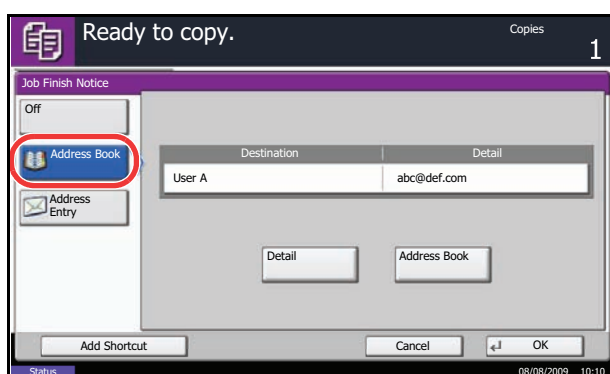 Ready to copy.
Copies
1
Job Finish Notice
Off
Address Book
Address
Entry
Destination
Detail
User A
abc@def.com
Detail
Address Book
Add Shortcut
Cancel
OK
Status
08/08/2009 10:10